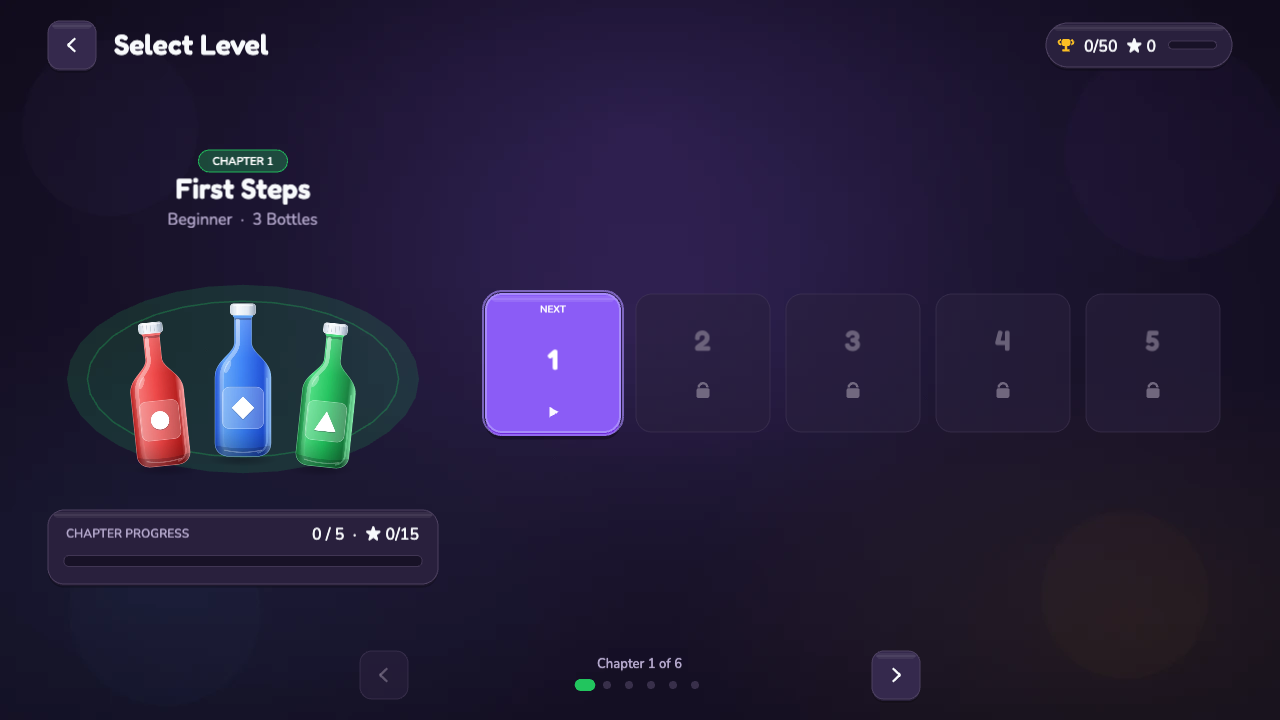 Select Level
0/50 0
CHAPTER 1
First Steps
Beginner · 3 Bottles
NEXT
1
2
3
4
5
CHAPTER PROGRESS
0 / 5 · 0/15
Chapter 1 of 6